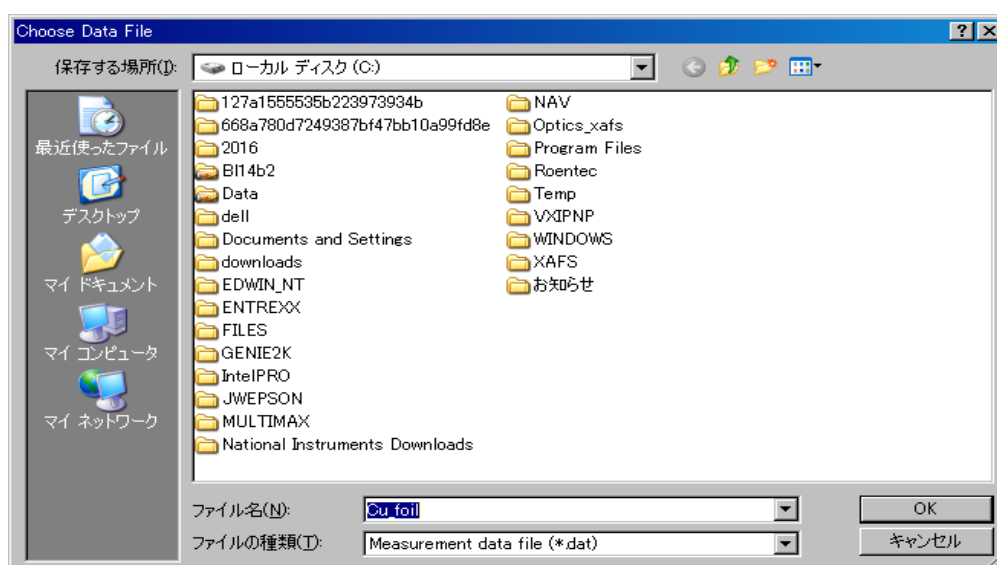 Choose Data File
保存する場所(I): ローカル ディスク (C:)
最近使ったファイル
デスクトップ
マイ ドキュメント
マイ コンピュータ
マイ ネットワーク
127a1555535b223973934b
668a780d7249387bf47bb10a99fd8e
2016
Bl14b2
Data
dell
Documents and Settings
downloads
EDWIN_NT
ENTREXX
FILES
GENIE2K
IntelPRO
JWEPSON
MULTIMAX
National Instruments Downloads
NAV
Optics_xafs
Program Files
Roentec
Temp
VXIPNP
WINDOWS
XAFS
お知らせ
ファイル名(N): Cu_foil
OK
ファイルの種類(T): Measurement data file (*.dat)
キャンセル